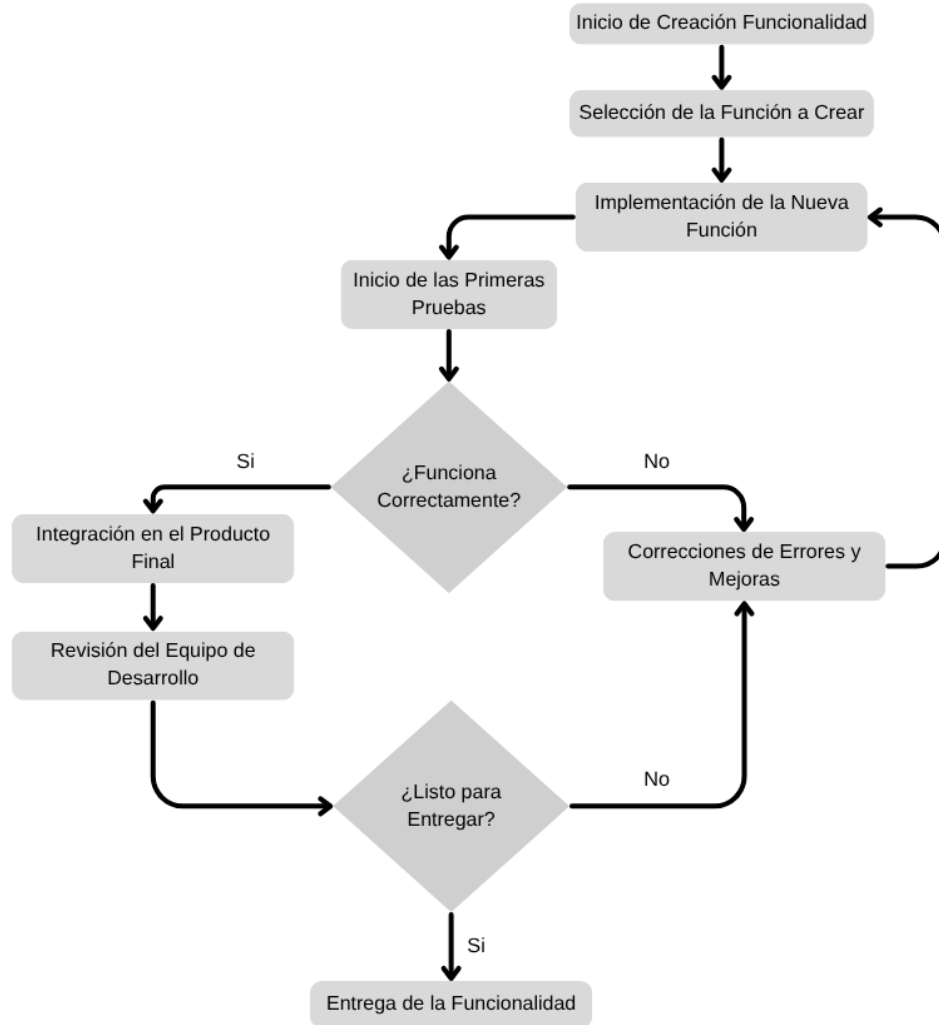 Inicio de Creación Funcionalidad
Selección de la Función a Crear
Implementación de la Nueva
Función
Inicio de las Primeras
Pruebas
¿Funciona
Correctamente?
Si
No
Integración en el Producto
Final
Correcciones de Errores y
Mejoras
Revisión del Equipo de
Desarrollo
¿Listo para
Entregar?
No
Si
Entrega de la Funcionalidad